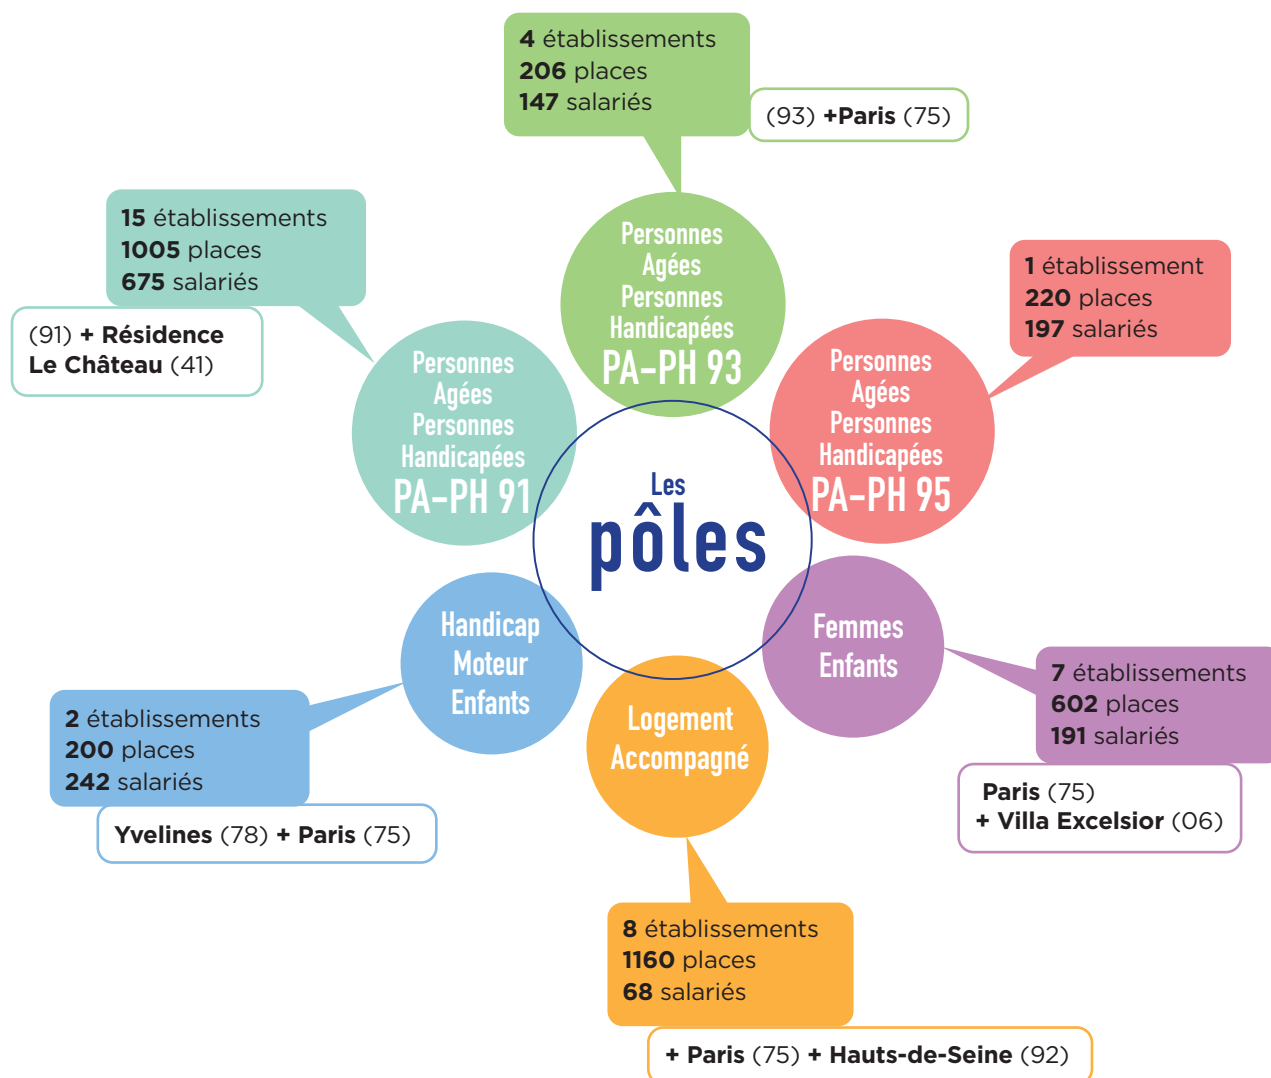 4 établissements
206 places
147 salariés
(93) +Paris (75)
15 établissements
1005 places
675 salariés
(91) + Résidence
Le Château (41)
Personnes
Agées
Personnes
Handicapées
PA-PH 93
1 établissement
220 places
197 salariés
Personnes
Agées
Personnes
Handicapées
PA-PH 91
Personnes
Agées
Personnes
Handicapées
PA-PH 95
Les
pôles
Handicap
Moteur
Enfants
Femmes
Enfants
2 établissements
200 places
242 salariés
Yvelines (78) + Paris (75)
Logement
Accompagné
7 établissements
602 places
191 salariés
Paris (75)
+ Villa Excelsior (06)
8 établissements
1160 places
68 salariés
+ Paris (75) + Hauts-de-Seine (92)